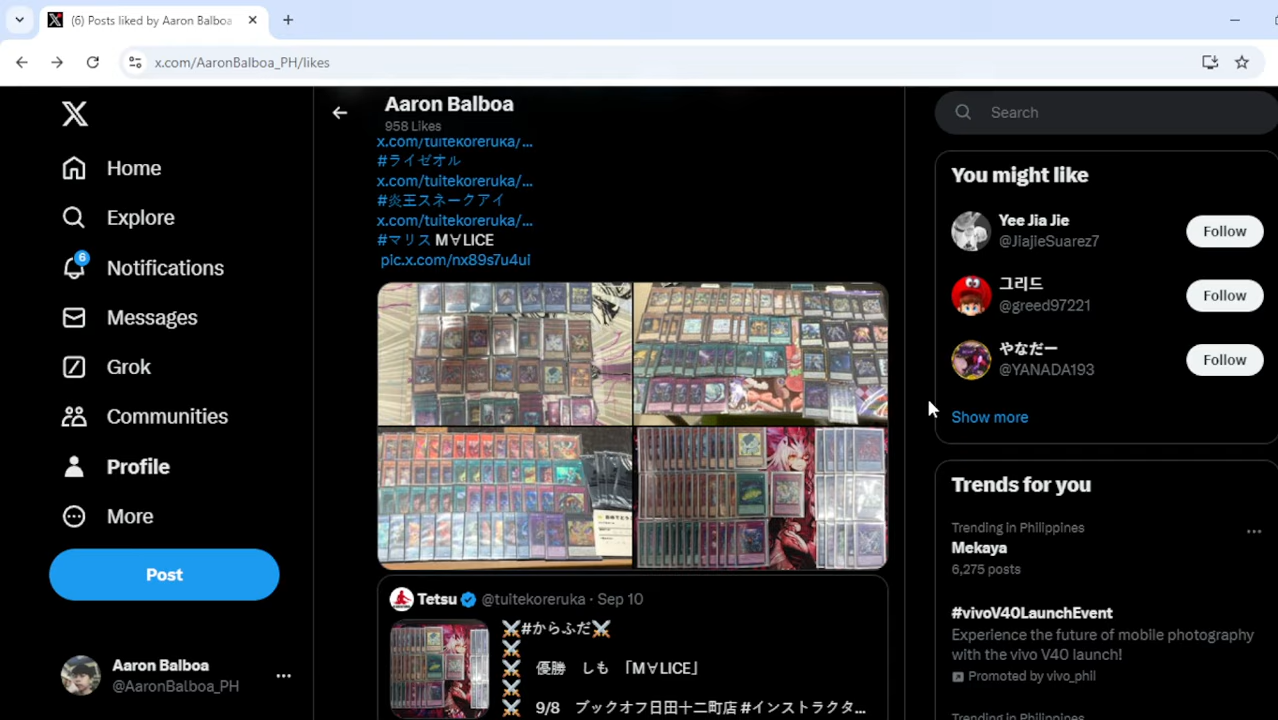 (6) Posts liked by Aaron Balboa
x.com/AaronBalboa_PH/likes
Home
Explore
6
Notifications
Messages
Grok
Communities
Profile
More
Post
Aaron Balboa
@AaronBalboa_PH
Aaron Balboa
958 Likes
x.com/tuitekoreruka/...
#ライゼオル
x.com/tuitekoreruka/...
#炎王スネークアイ
x.com/tuitekoreruka/...
#マリス M∀LICE
pic.x.com/nx89s7u4ui
Tetsu @tuitekoreruka · Sep 10
⚔️#からふだ⚔️
⚔️
⚔️ 優勝 しも 「M∀LICE」
⚔️
⚔️ 9/8 ブックオフ日田十二町店 #インストラクタ...
Search
You might like
Yee Jia Jie
@JiajieSuarez7
Follow
그리드
@greed97221
Follow
やなだー
@YANADA193
Follow
Show more
Trends for you
Trending in Philippines
Mekaya
6,275 posts
#vivoV40LaunchEvent
Experience the future of mobile photography
with the vivo V40 launch!
Promoted by vivo_phil
Trending in Philippines